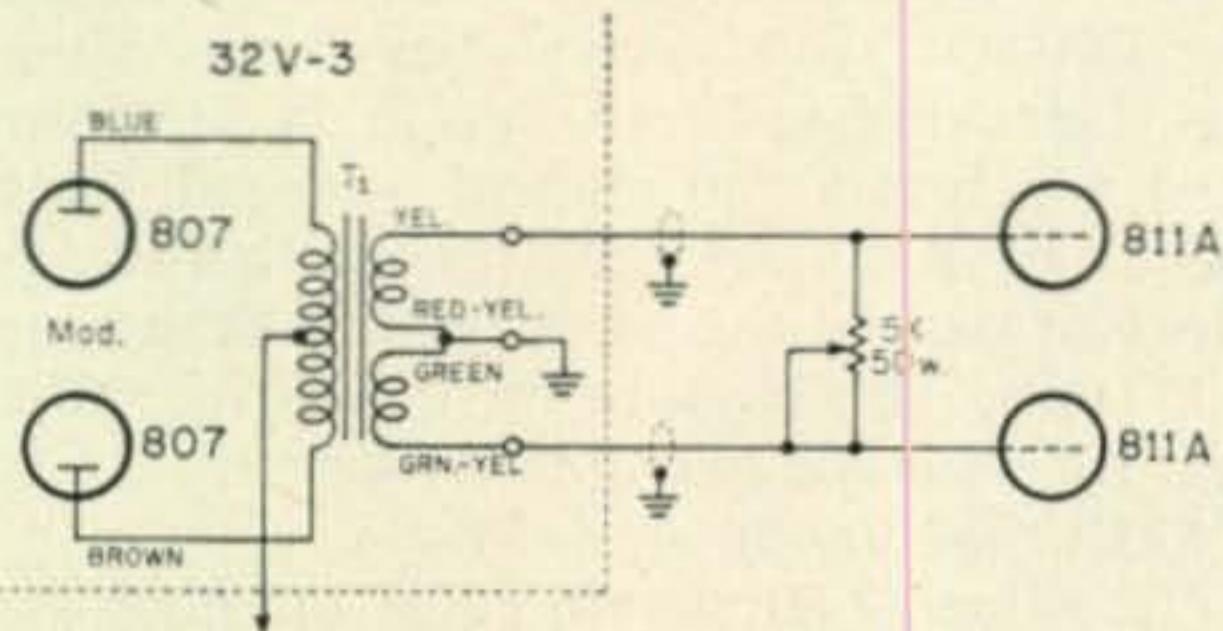 32V-3
BLUE
T1
YEL.
807
811A
RED-YEL.
Mod.
5K
50w.
GREEN
807
GRN.-YEL
811A
BROWN